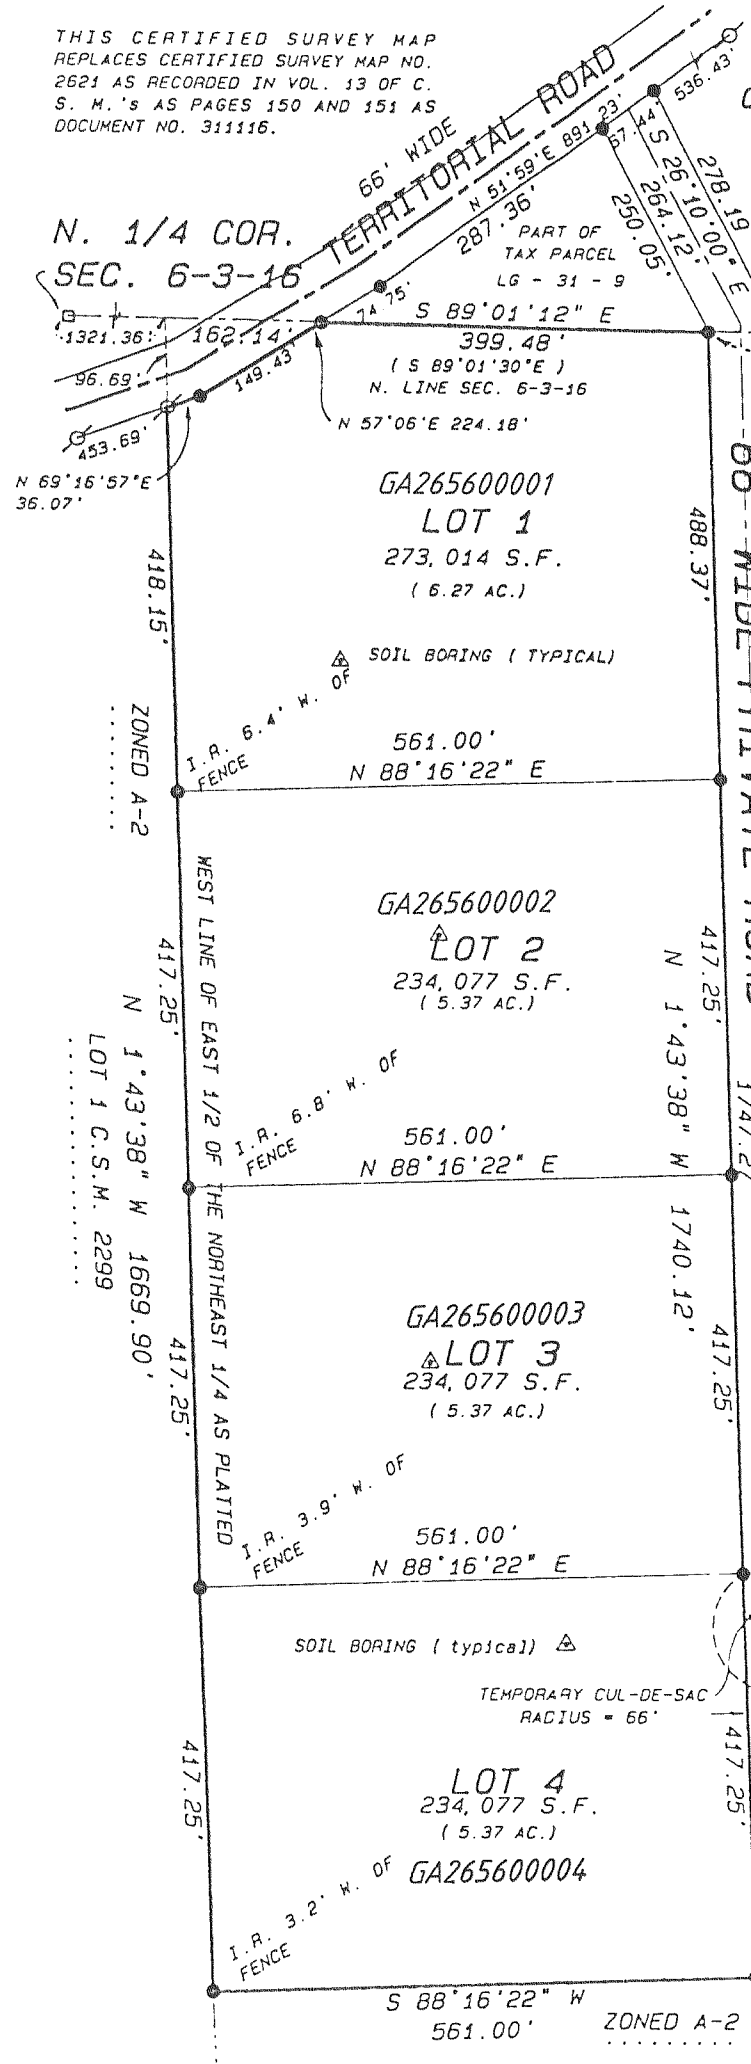 THIS CERTIFIED SURVEY MAP
REPLACES CERTIFIED SURVEY MAP NO.
2621 AS RECORDED IN VOL. 13 OF C.
S. M.'s AS PAGES 150 AND 151 AS
DOCUMENT NO. 311116.
66' WIDE
TERRITORIAL ROAD
N 51°59'E 891.23'
287.36'
67.44'
536.43'
S 26°10'00" E
278.19
264.12'
250.05'
PART OF
TAX PARCEL
LG - 31 - 9
N. 1/4 COR.
SEC. 6-3-16
1321.36'
162.14'
74.75'
S 89°01'12" E
399.48'
( S 89°01'30"E )
N. LINE SEC. 6-3-16
96.69'
149.43'
N 57°06'E 224.18'
453.69'
N 69°16'57"E
36.07'
GA265600001
LOT 1
273,014 S.F.
( 6.27 AC.)
418.15'
488.37'
66' WIDE PRIVATE ROAD
1747.27
SOIL BORING ( TYPICAL)
I.R. 6.4' W. OF
FENCE
561.00'
N 88°16'22" E
ZONED A-2
WEST LINE OF EAST 1/2 OF THE NORTHEAST 1/4 AS PLATTED
GA265600002
LOT 2
234,077 S.F.
( 5.37 AC.)
417.25'
417.25'
N 1°43'38" W 1740.12'
N 1°43'38" W 1669.90'
LOT 1 C.S.M. 2299
I.R. 6.8' W. OF
FENCE
561.00'
N 88°16'22" E
GA265600003
LOT 3
234,077 S.F.
( 5.37 AC.)
417.25'
417.25'
I.R. 3.9' W. OF
FENCE
561.00'
N 88°16'22" E
SOIL BORING ( typical)
TEMPORARY CUL-DE-SAC
RADIUS = 66'
417.25'
417.25'
LOT 4
234,077 S.F.
( 5.37 AC.)
GA265600004
I.R. 3.2' W. OF
FENCE
S 88°16'22" W
561.00'
ZONED A-2